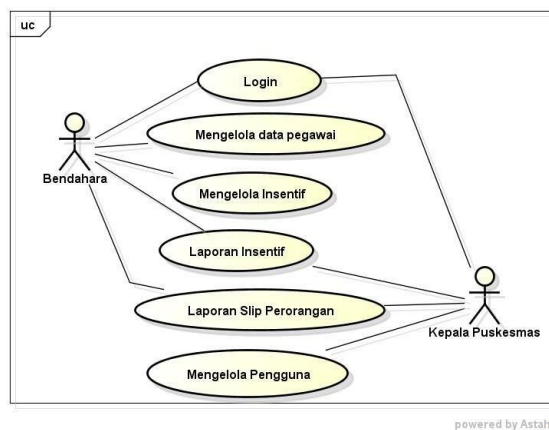 uc
Login
Mengelola data pegawai
Bendahara
Mengelola Insentif
Laporan Insentif
Laporan Slip Perorangan
Kepala Puskesmas
Mengelola Pengguna
powered by Astah